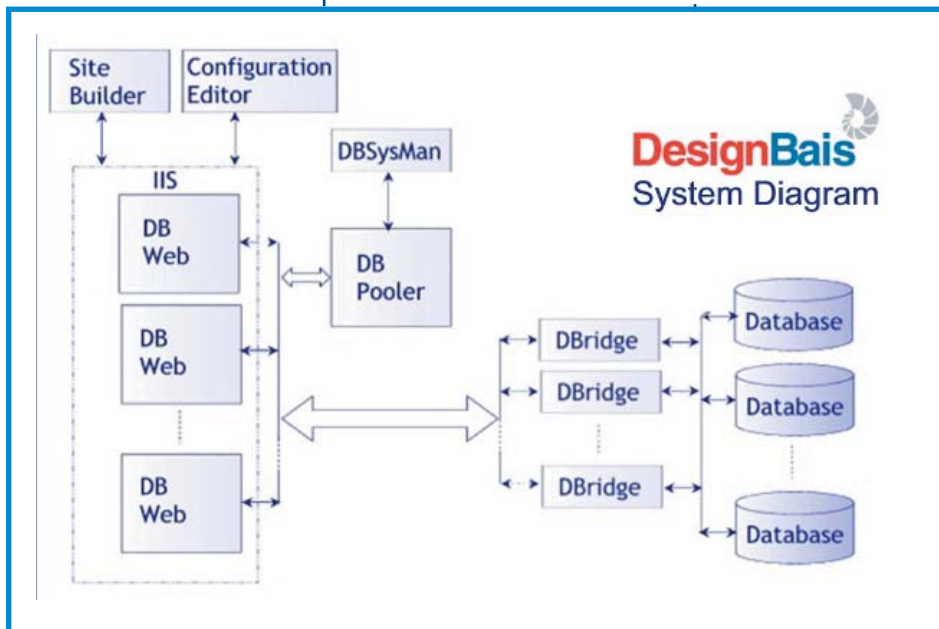 Site
Builder
Configuration
Editor
DBSysMan
DesignBais
System Diagram
IIS
DB
Web
DB
Pooler
DB
Web
DB
Web
DBridge
DBridge
DBridge
Database
Database
Database